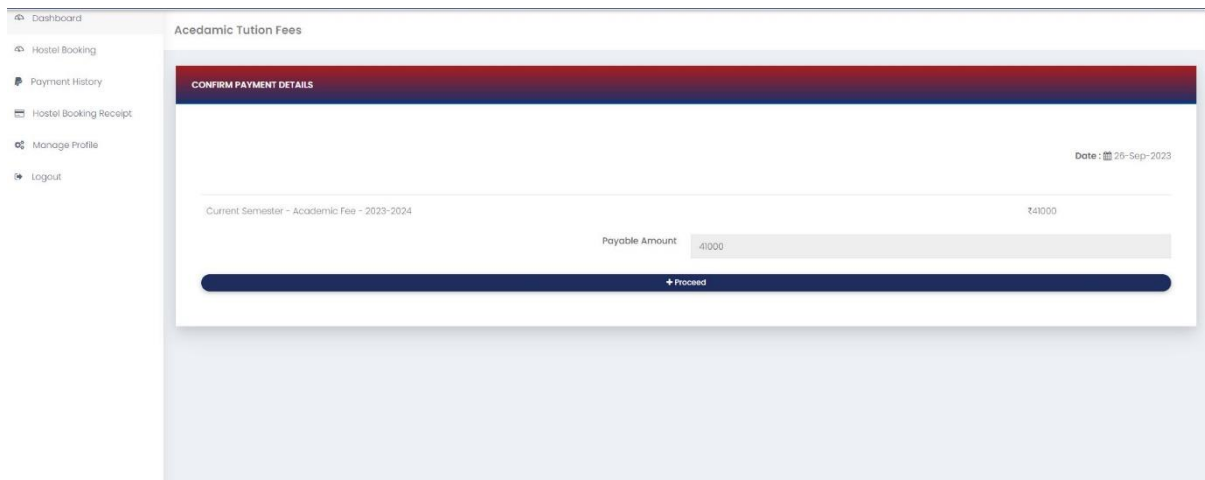 Dashboard
Hostel Booking
Payment History
Hostel Booking Receipt
Manage Profile
Logout
Acedamic Tution Fees
CONFIRM PAYMENT DETAILS
Date : 26-Sep-2023
Current Semester - Academic Fee - 2023-2024 ₹41000
Payable Amount 41000
+ Proceed